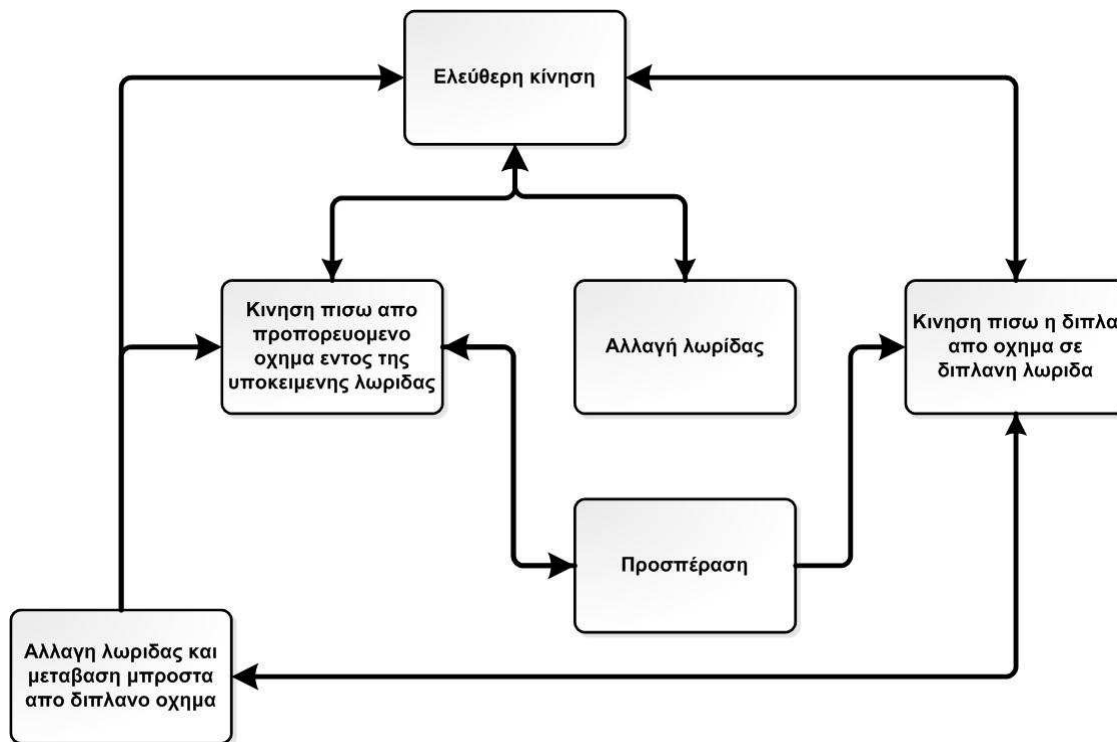 Ελεύθερη κίνηση
Κινηση πισω απο
προπορευομενο
οχημα εντος της
υποκειμενης λωριδας
Αλλαγή λωρίδας
Κινηση πισω η διπλα
απο οχημα σε
διπλανη λωριδα
Προσπέραση
Αλλαγη λωριδας και
μεταβαση μπροστα
απο διπλανο οχημα